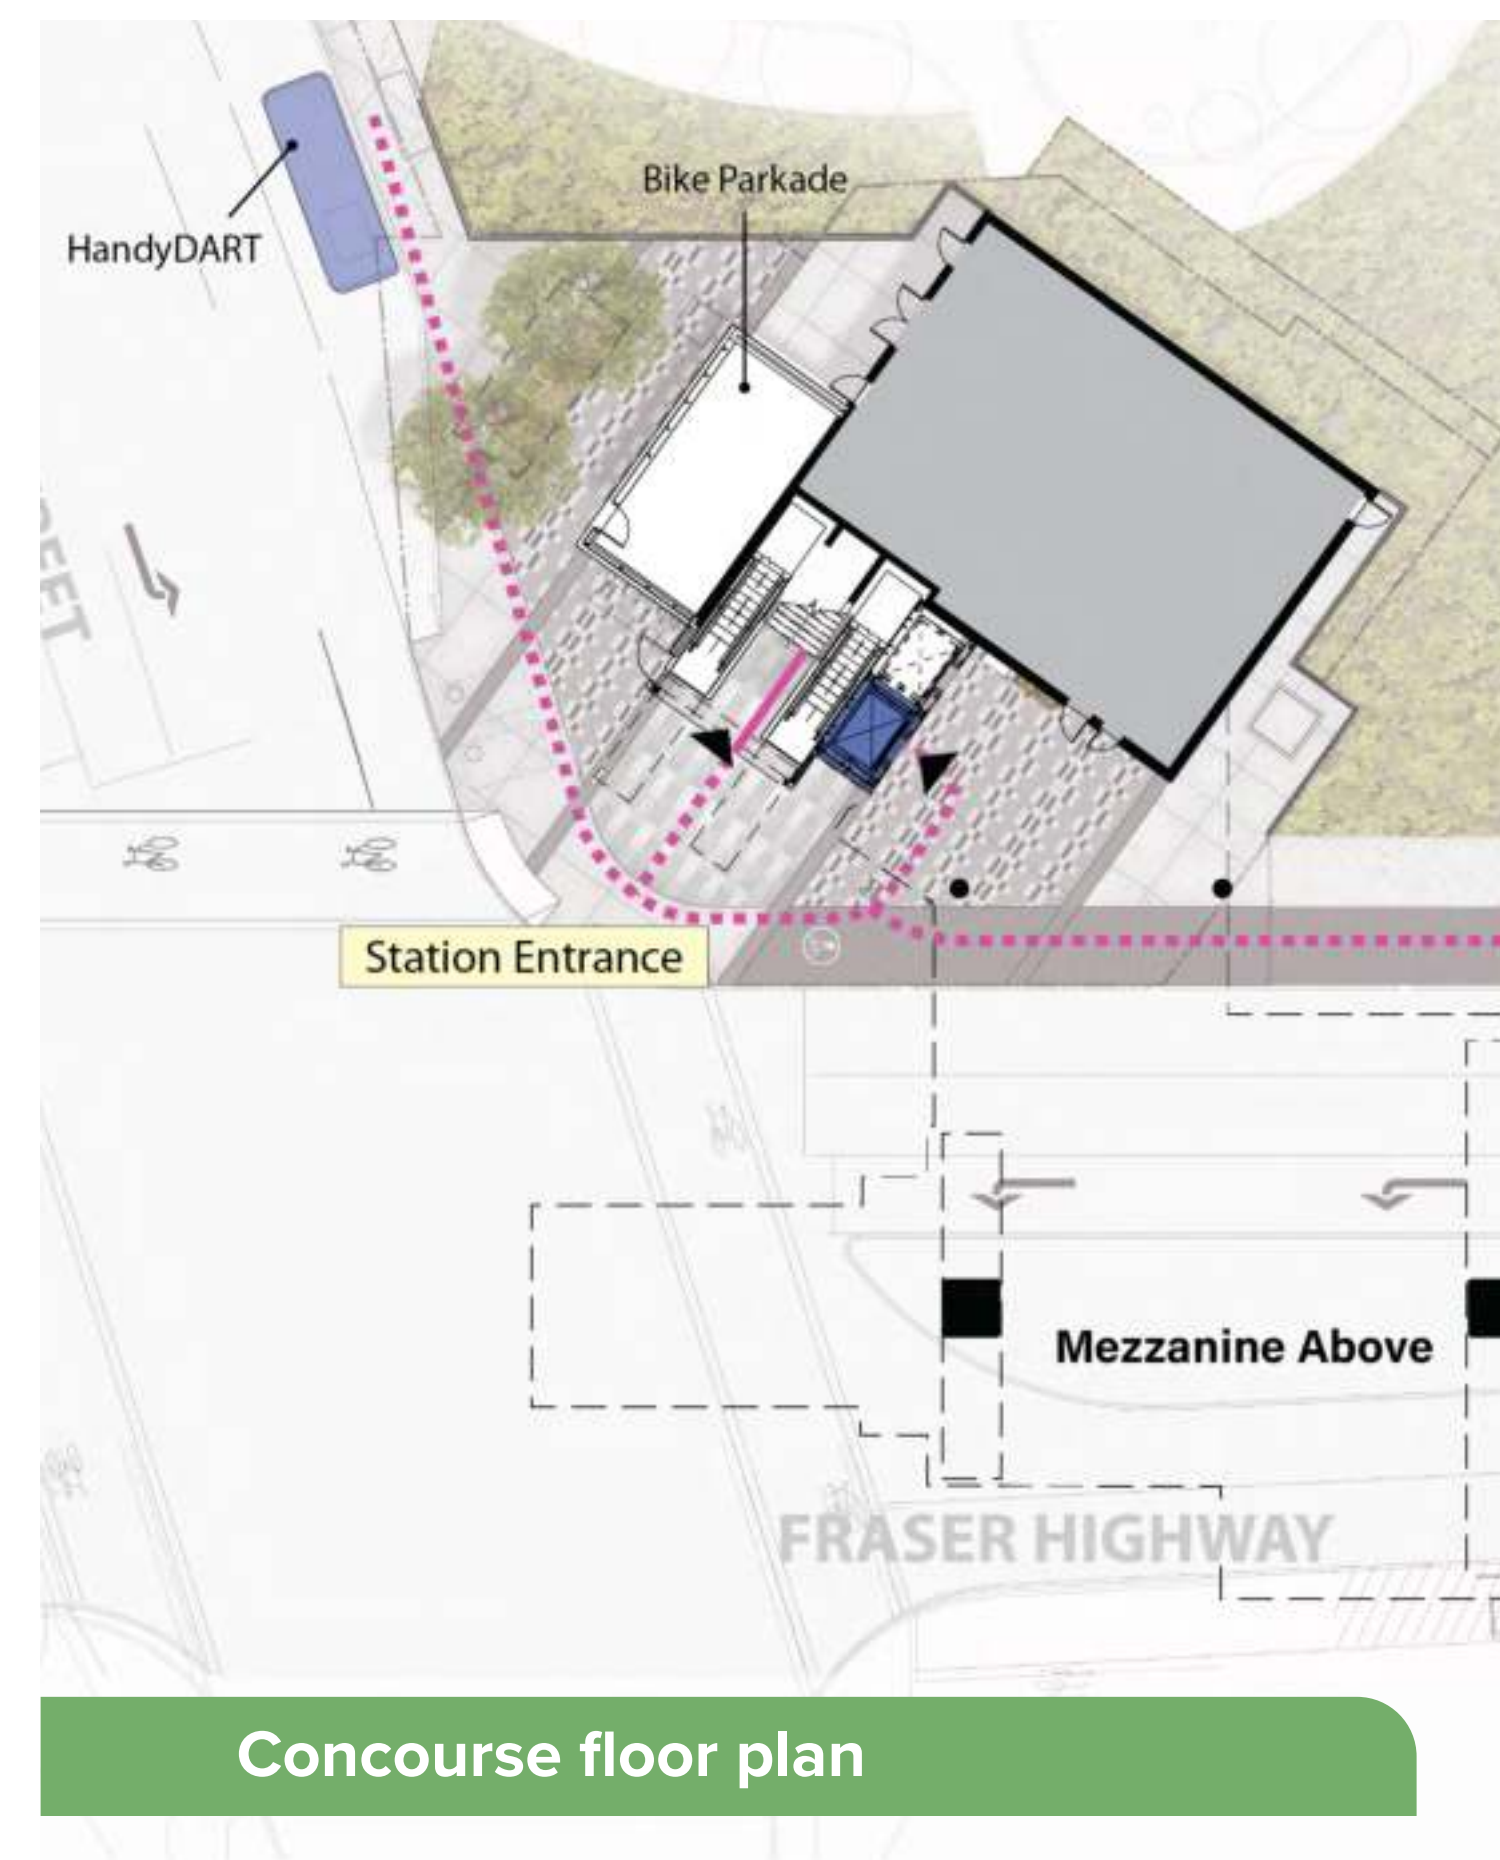 Bike Parkade
HandyDART
Station Entrance
Mezzanine Above
FRASER HIGHWAY
Concourse floor plan